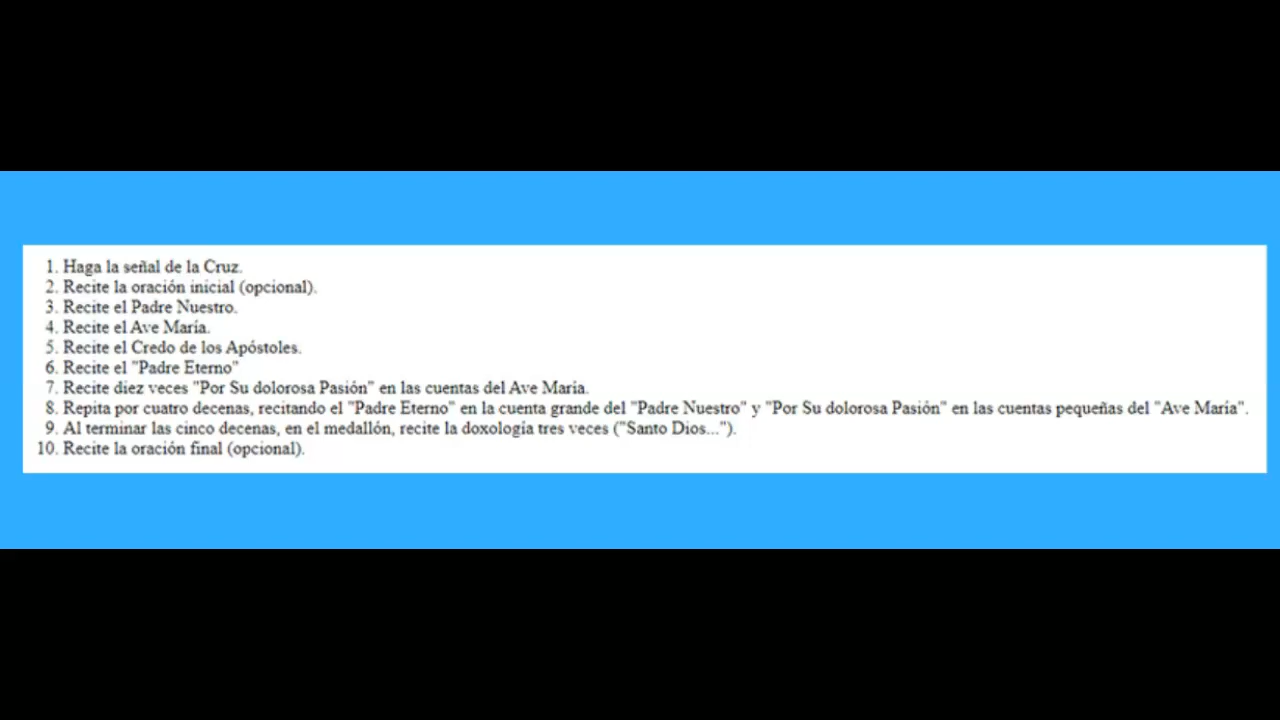 1. Haga la señal de la Cruz.
2. Recite la oración inicial (opcional).
3. Recite el Padre Nuestro.
4. Recite el Ave María.
5. Recite el Credo de los Apóstoles.
6. Recite el "Padre Eterno"
7. Recite diez veces "Por Su dolorosa Pasión" en las cuentas del Ave Maria.
8. Repita por cuatro decenas, recitando el "Padre Eterno" en la cuenta grande del "Padre Nuestro" y "Por Su dolorosa Pasión" en las cuentas pequeñas del "Ave María".
9. Al terminar las cinco decenas, en el medallón, recite la doxología tres veces ("Santo Dios...").
10. Recite la oración final (opcional).